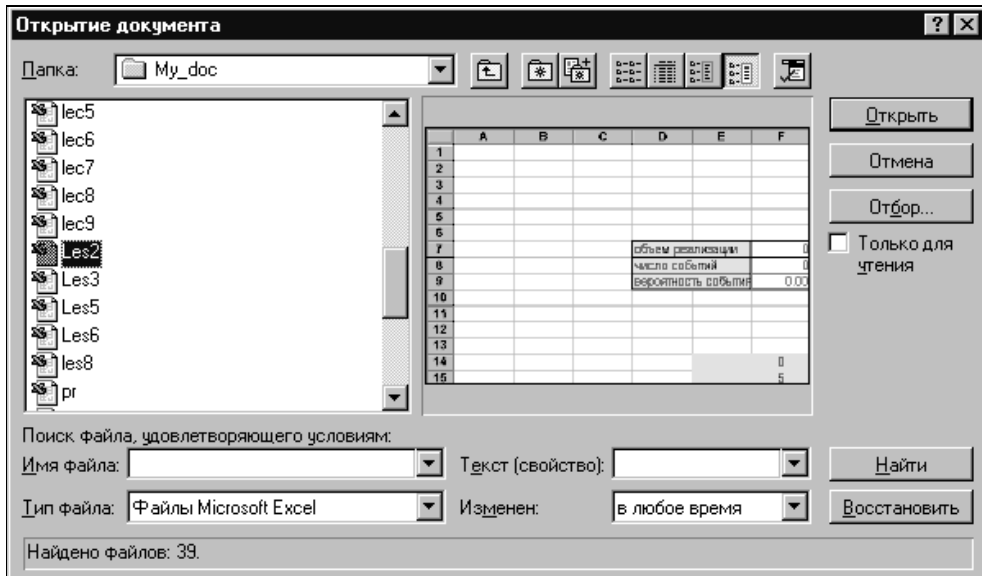 Открытие документа
Папка: My_doc
lec5
lec6
lec7
lec8
lec9
Les2
Les3
Les5
Les6
les8
pr
A B C D E F
1
2
3
4
5
6
7 объем реализации 0
8 число событий 0
9 вероятность события 0.00
10
11
12
13
14 0
15 5
Открыть
Отмена
Отбор...
Только для
чтения
Поиск файла, удовлетворяющего условиям:
Имя файла: Текст (свойство): Найти
Тип файла: Файлы Microsoft Excel Изменен: в любое время Восстановить
Найдено файлов: 39.